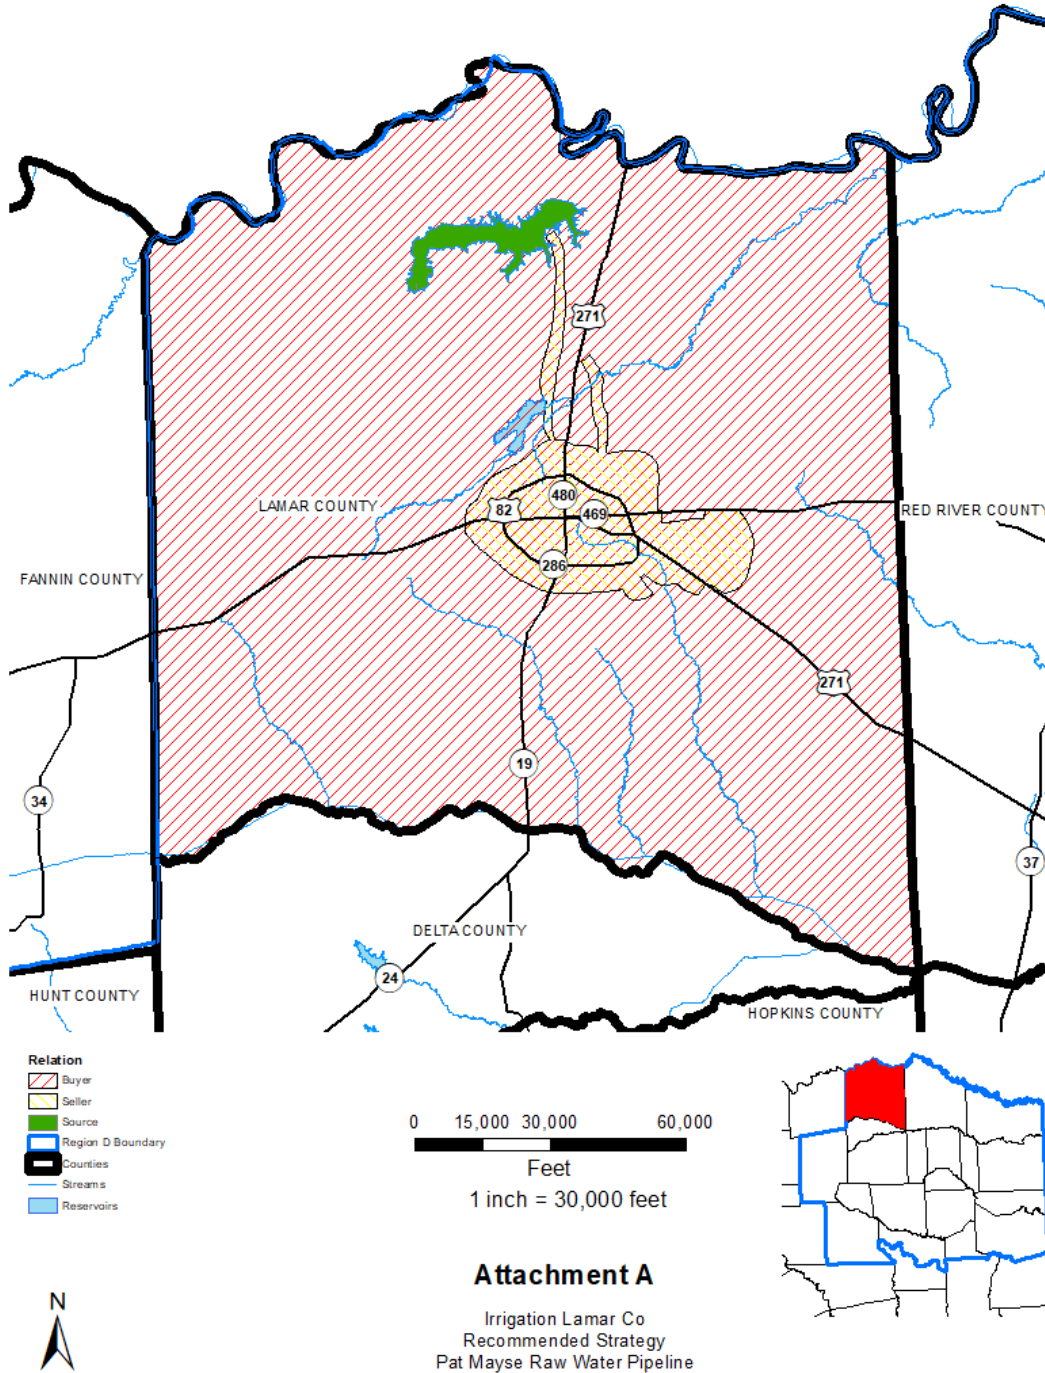 271
LAMAR COUNTY
480
82
469
RED RIVER COUNTY
286
FANNIN COUNTY
271
19
34
37
DELTA COUNTY
24
HUNT COUNTY
HOPKINS COUNTY
Relation
Buyer
Seller
Source
Region D Boundary
Counties
Streams
Reservoirs
0 15,000 30,000 60,000
Feet
1 inch = 30,000 feet
Attachment A
N
Irrigation Lamar Co
Recommended Strategy
Pat Mayse Raw Water Pipeline